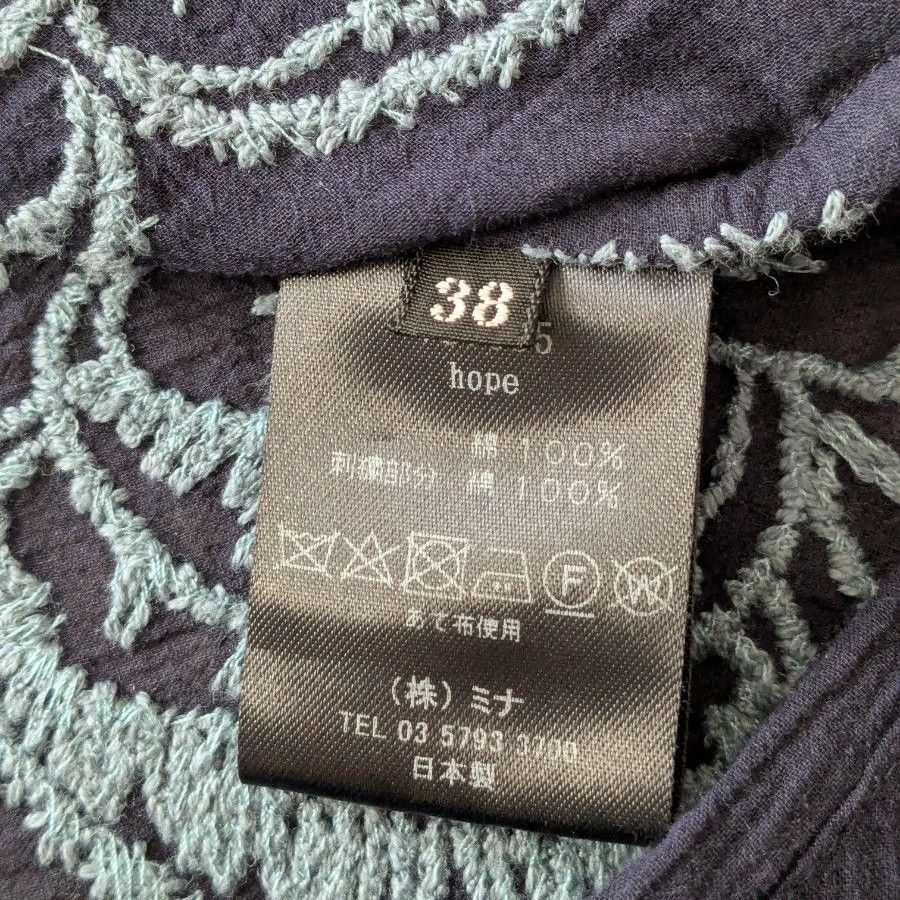 38
5
hope
綿 100%
刺繍部分 綿 100%
F W
あて布使用
(株) ミナ
TEL 03 5793 3700
日本製